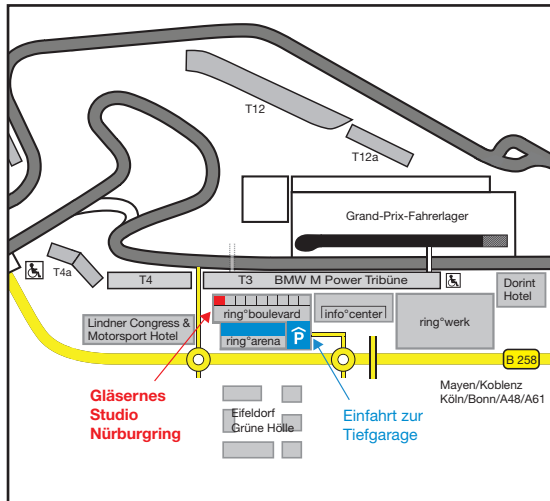 T12
T12a
Grand-Prix-Fahrerlager
T4a
T4
T3 BMW M Power Tribüne
Dorint
Hotel
ring°boulevard
info°center
ring°werk
Lindner Congress &
Motorsport Hotel
ring°arena
P
B 258
Gläsernes
Studio
Nürburgring
Eifeldorf
Grüne Hölle
Einfahrt zur
Tiefgarage
Mayen/Koblenz
Köln/Bonn/A48/A61